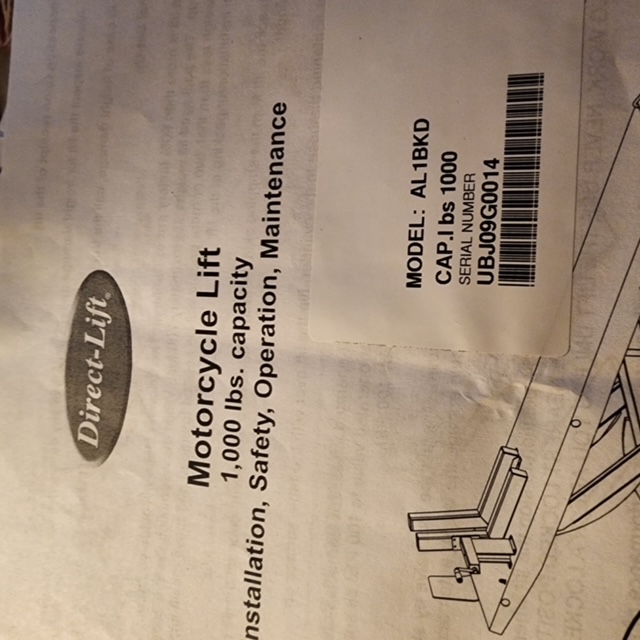 Direct-Lift
Motorcycle Lift
1,000 lbs. capacity
nstallation, Safety, Operation, Maintenance
MODEL: AL1BKD
CAP.l bs 1000
SERIAL NUMBER
UBJ09G0014